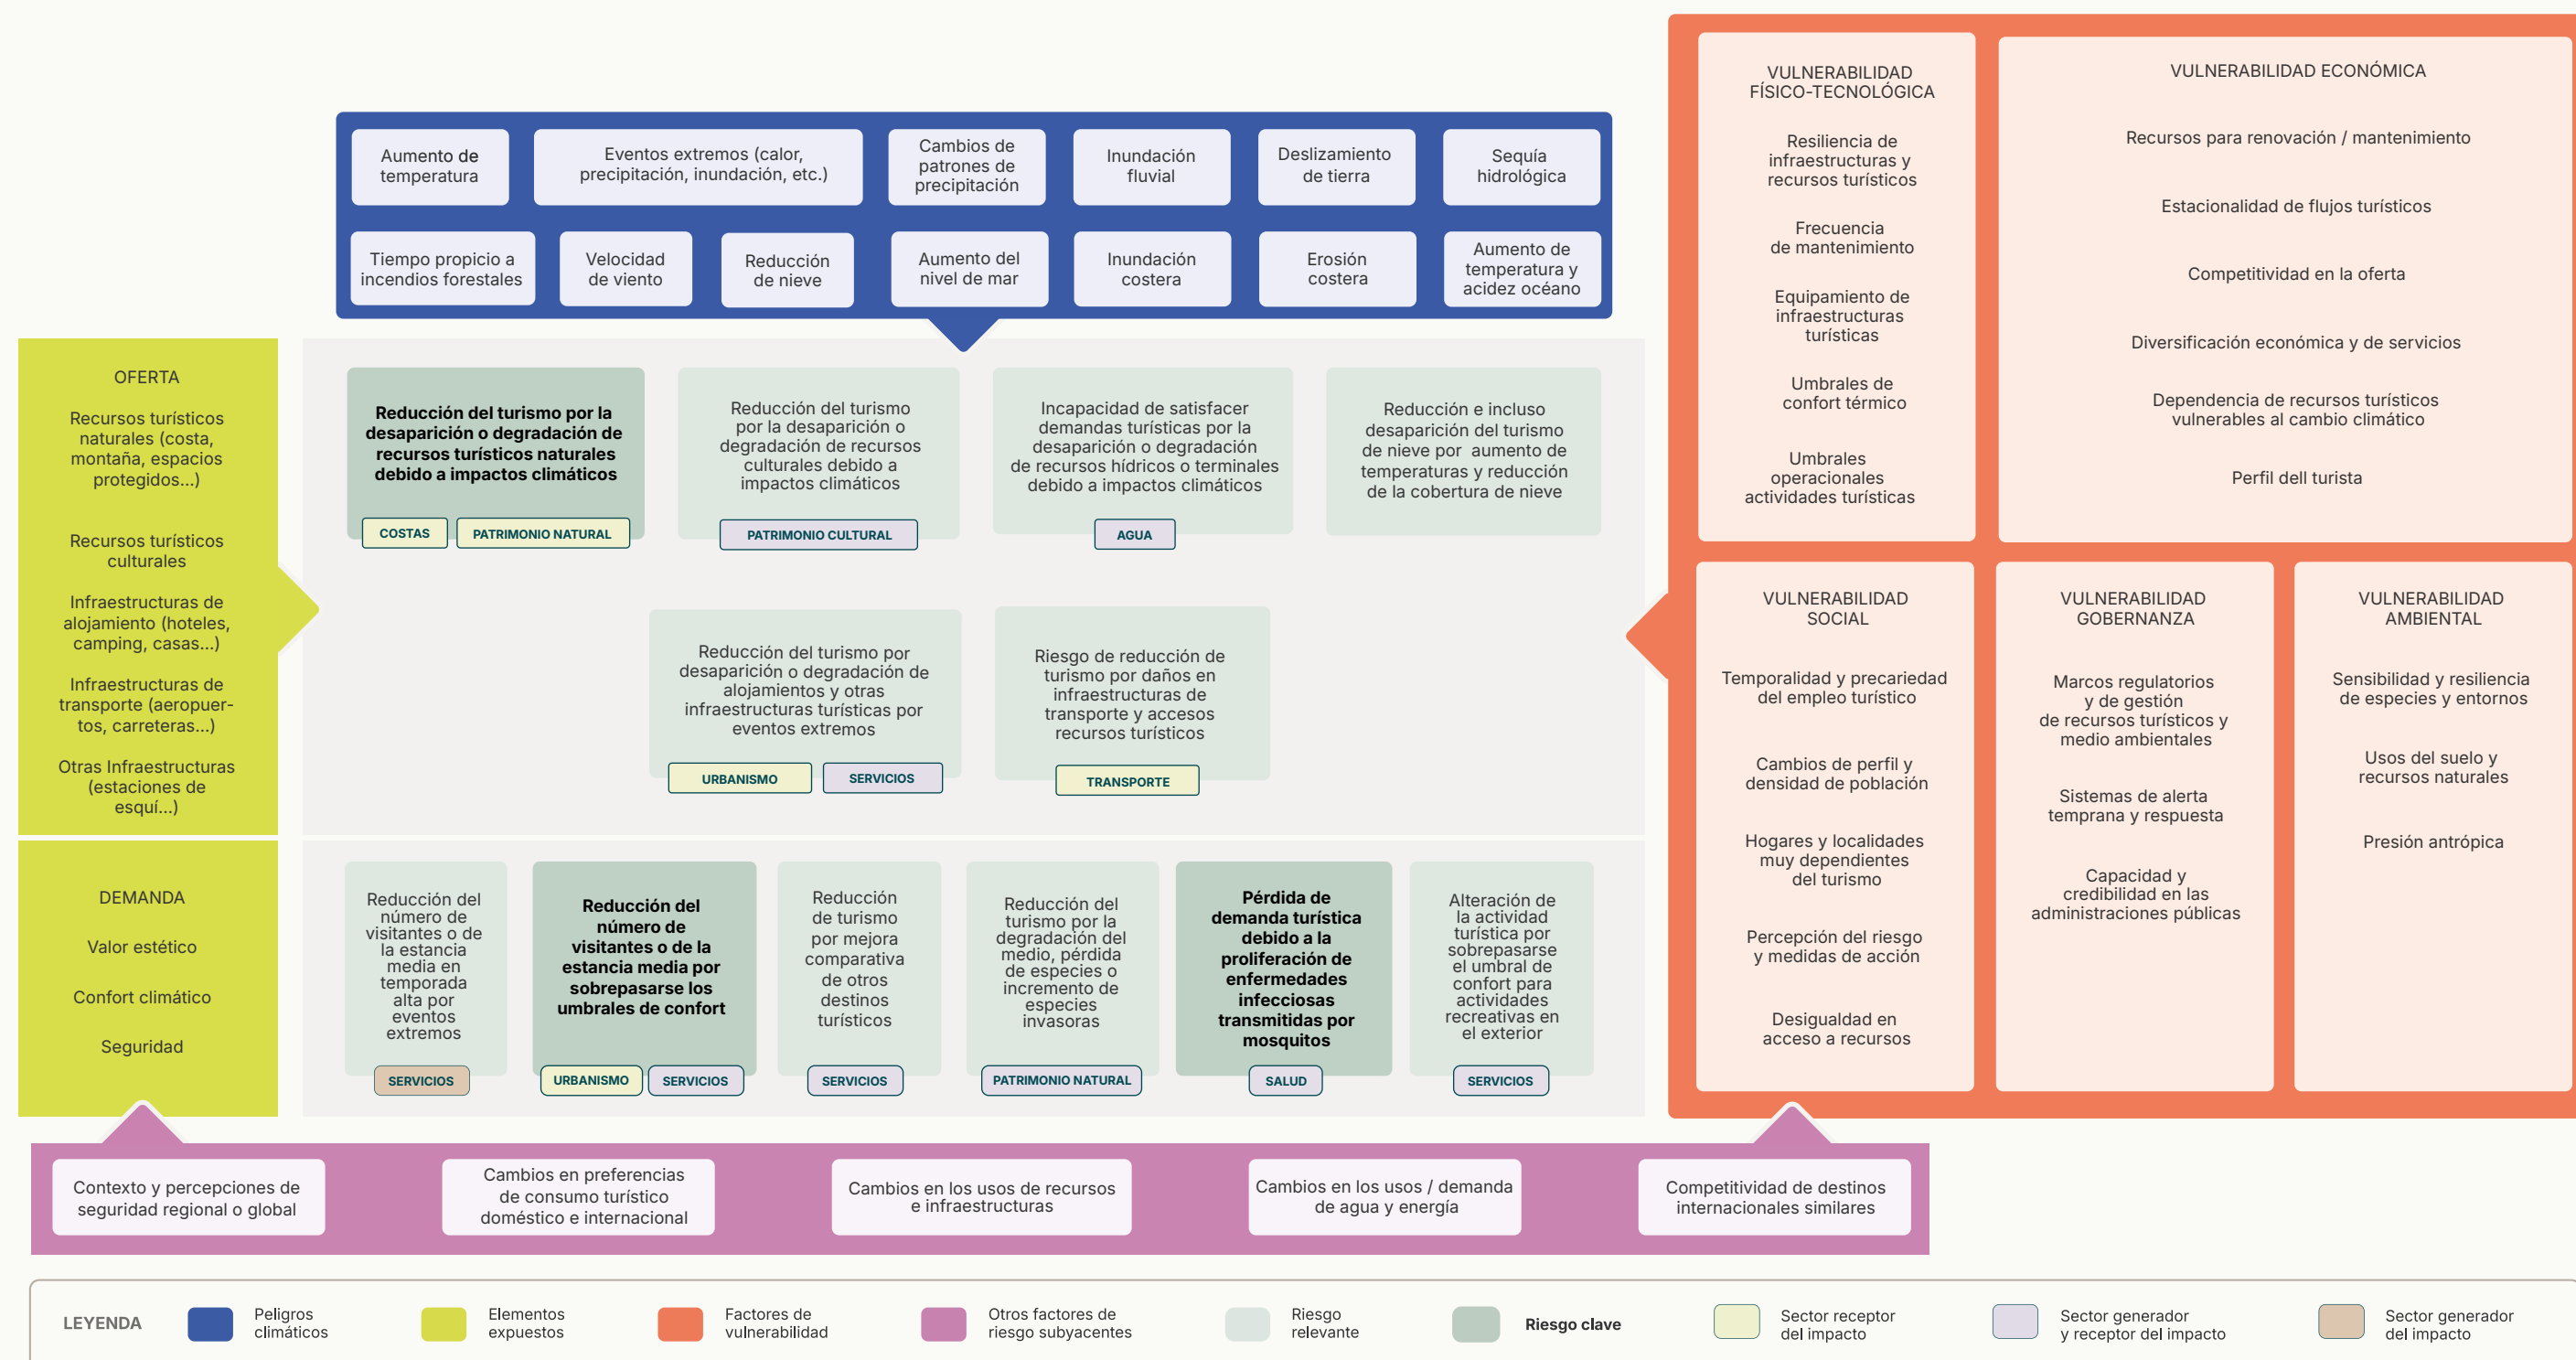 Aumento de
temperatura
Eventos extremos (calor,
precipitación, inundación, etc.)
Cambios de
patrones de
precipitación
Inundación
fluvial
Deslizamiento
de tierra
Sequía
hidrológica
Tiempo propicio a
incendios forestales
Velocidad
de viento
Reducción
de nieve
Aumento del
nivel de mar
Inundación
costera
Erosión
costera
Aumento de
temperatura y
acidez océano
OFERTA
Recursos turísticos
naturales (costa,
montaña, espacios
protegidos...)
Recursos turísticos
culturales
Infraestructuras de
alojamiento (hoteles,
camping, casas...)
Infraestructuras de
transporte (aeropuer-
tos, carreteras...)
Otras Infraestructuras
(estaciones de
esquí...)
Reducción del turismo por la
desaparición o degradación de
recursos turísticos naturales
debido a impactos climáticos
COSTAS
PATRIMONIO NATURAL
Reducción del turismo
por la desaparición o
degradación de recursos
culturales debido a
impactos climáticos
PATRIMONIO CULTURAL
Incapacidad de satisfacer
demandas turísticas por la
desaparición o degradación
de recursos hídricos o terminales
debido a impactos climáticos
AGUA
Reducción e incluso
desaparición del turismo
de nieve por aumento de
temperaturas y reducción
de la cobertura de nieve
Reducción del turismo por
desaparición o degradación de
alojamientos y otras
infraestructuras turísticas por
eventos extremos
URBANISMO
SERVICIOS
Riesgo de reducción de
turismo por daños en
infraestructuras de
transporte y accesos
recursos turísticos
TRANSPORTE
DEMANDA
Valor estético
Confort climático
Seguridad
Reducción del
número de
visitantes o de
la estancia
media en
temporada
alta por
eventos
extremos
SERVICIOS
Reducción del
número de
visitantes o de la
estancia media por
sobrepasarse los
umbrales de confort
URBANISMO
SERVICIOS
Reducción
de turismo
por mejora
comparativa
de otros
destinos
turísticos
SERVICIOS
Reducción del
turismo por la
degradación del
medio, pérdida
de especies o
incremento de
especies
invasoras
PATRIMONIO NATURAL
Pérdida de
demanda turística
debido a la
proliferación de
enfermedades
infecciosas
transmitidas por
mosquitos
SALUD
Alteración de
la actividad
turística por
sobrepasarse
el umbral de
confort para
actividades
recreativas en
el exterior
SERVICIOS
VULNERABILIDAD
FÍSICO-TECNOLÓGICA
Resiliencia de
infraestructuras y
recursos turísticos
Frecuencia
de mantenimiento
Equipamiento de
infraestructuras
turísticas
Umbrales de
confort térmico
Umbrales
operacionales
actividades turísticas
VULNERABILIDAD ECONÓMICA
Recursos para renovación / mantenimiento
Estacionalidad de flujos turísticos
Competitividad en la oferta
Diversificación económica y de servicios
Dependencia de recursos turísticos
vulnerables al cambio climático
Perfil dell turista
VULNERABILIDAD
SOCIAL
Temporalidad y precariedad
del empleo turístico
Cambios de perfil y
densidad de población
Hogares y localidades
muy dependientes
del turismo
Percepción del riesgo
y medidas de acción
Desigualdad en
acceso a recursos
VULNERABILIDAD
GOBERNANZA
Marcos regulatorios
y de gestión
de recursos turísticos y
medio ambientales
Sistemas de alerta
temprana y respuesta
Capacidad y
credibilidad en las
administraciones públicas
VULNERABILIDAD
AMBIENTAL
Sensibilidad y resiliencia
de especies y entornos
Usos del suelo y
recursos naturales
Presión antrópica
Contexto y percepciones de
seguridad regional o global
Cambios en preferencias
de consumo turístico
doméstico e internacional
Cambios en los usos de recursos
e infraestructuras
Cambios en los usos / demanda
de agua y energía
Competitividad de destinos
internacionales similares
LEYENDA
Peligros
climáticos
Elementos
expuestos
Factores de
vulnerabilidad
Otros factores de
riesgo subyacentes
Riesgo
relevante
Riesgo clave
Sector receptor
del impacto
Sector generador
y receptor del impacto
Sector generador
del impacto